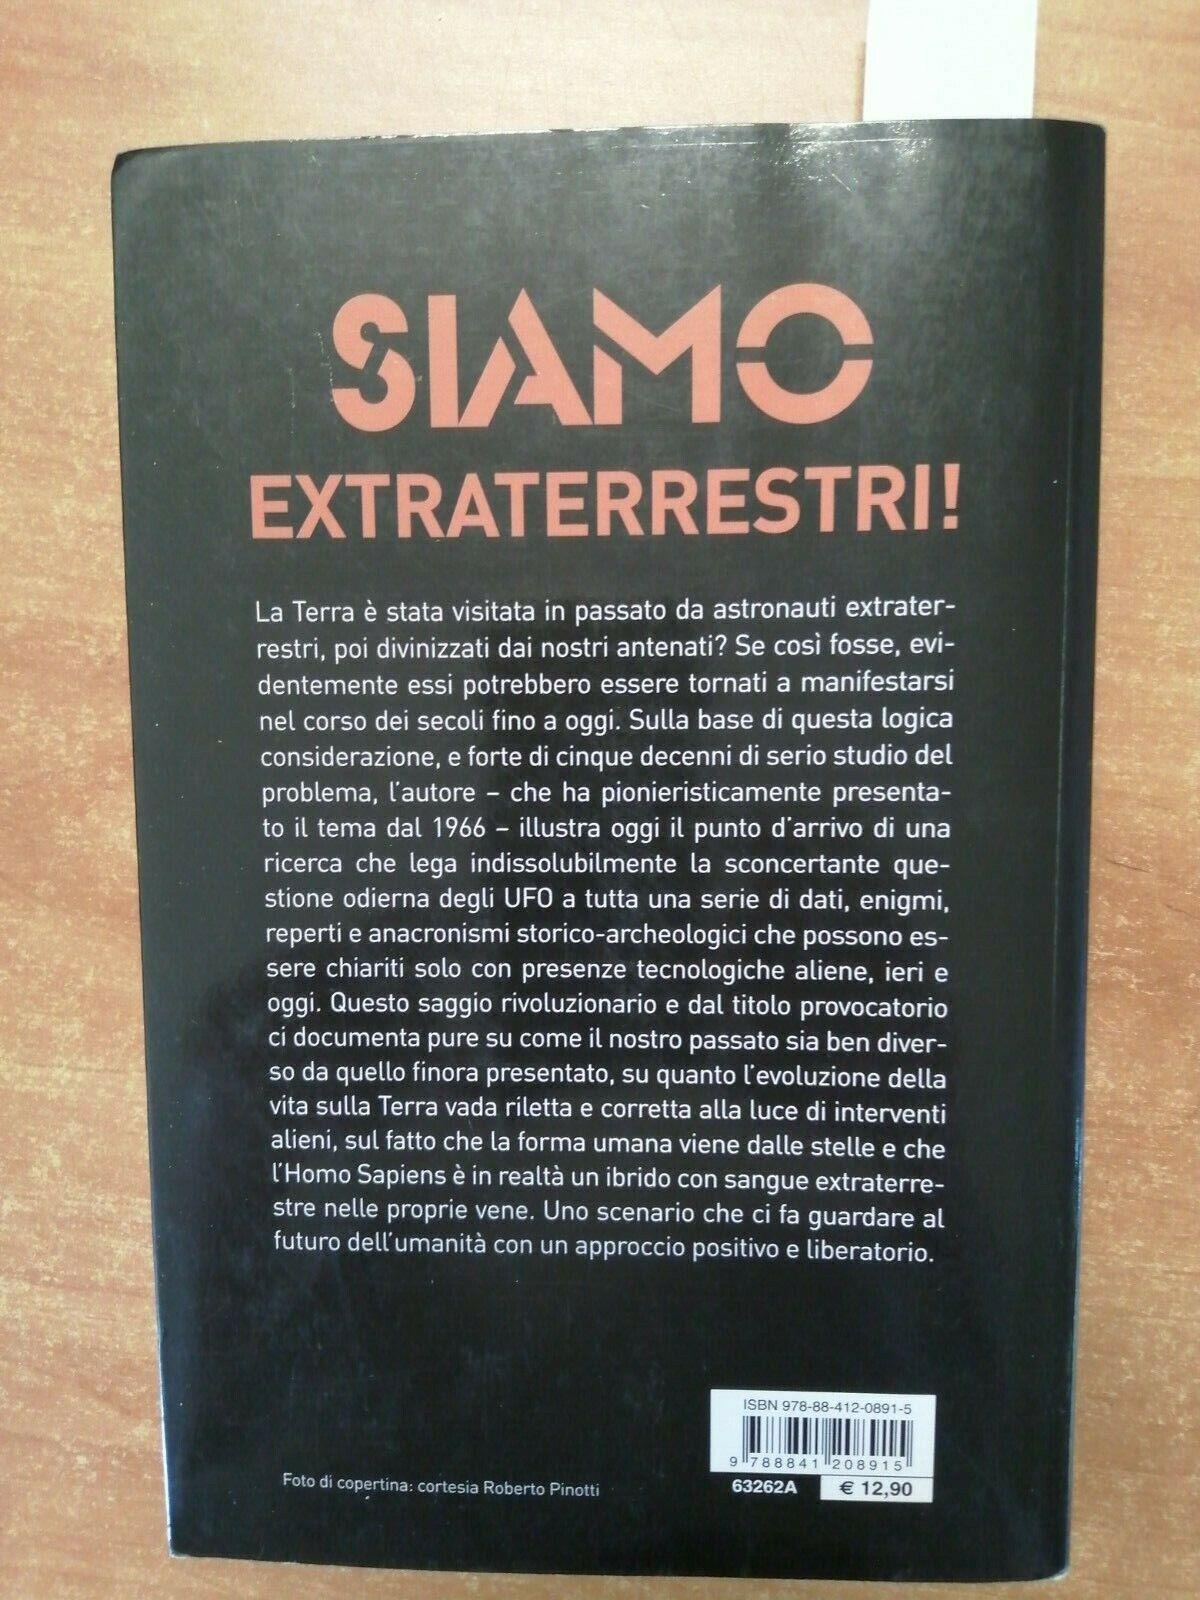 SIAMO
EXTRATERRESTRI!
La Terra è stata visitata in passato da astronauti extrater-
restri, poi divinizzati dai nostri antenati? Se così fosse, evi-
dentemente essi potrebbero essere tornati a manifestarsi
nel corso dei secoli fino a oggi. Sulla base di questa logica
considerazione, e forte di cinque decenni di serio studio del
problema, l'autore – che ha pionieristicamente presenta-
to il tema dal 1966 – illustra oggi il punto d'arrivo di una
ricerca che lega indissolubilmente la sconcertante que-
stione odierna degli UFO a tutta una serie di dati, enigmi,
reperti e anacronismi storico-archeologici che possono es-
sere chiariti solo con presenze tecnologiche aliene, ieri e
oggi. Questo saggio rivoluzionario e dal titolo provocatorio
ci documenta pure su come il nostro passato sia ben diver-
so da quello finora presentato, su quanto l'evoluzione della
vita sulla Terra vada riletta e corretta alla luce di interventi
alieni, sul fatto che la forma umana viene dalle stelle e che
l'Homo Sapiens è in realtà un ibrido con sangue extraterre-
stre nelle proprie vene. Uno scenario che ci fa guardare al
futuro dell'umanità con un approccio positivo e liberatorio.
ISBN 978-88-412-0891-5
9 788841 208915
63262A € 12,90
Foto di copertina: cortesia Roberto Pinotti